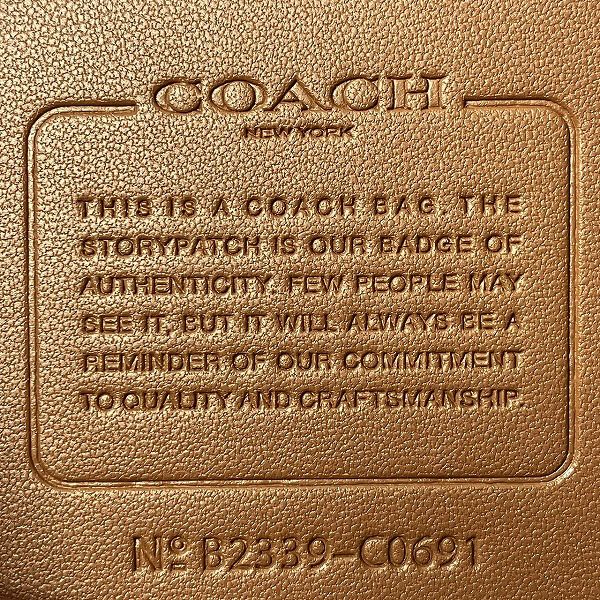 COACH
NEW YORK
THIS IS A COACH BAG. THE
STORYPATCH IS OUR BADGE OF
AUTHENTICITY. FEW PEOPLE MAY
SEE IT, BUT IT WILL ALWAYS BE A
REMINDER OF OUR COMMITMENT
TO QUALITY AND CRAFTSMANSHIP.
Nº B2339-C0691